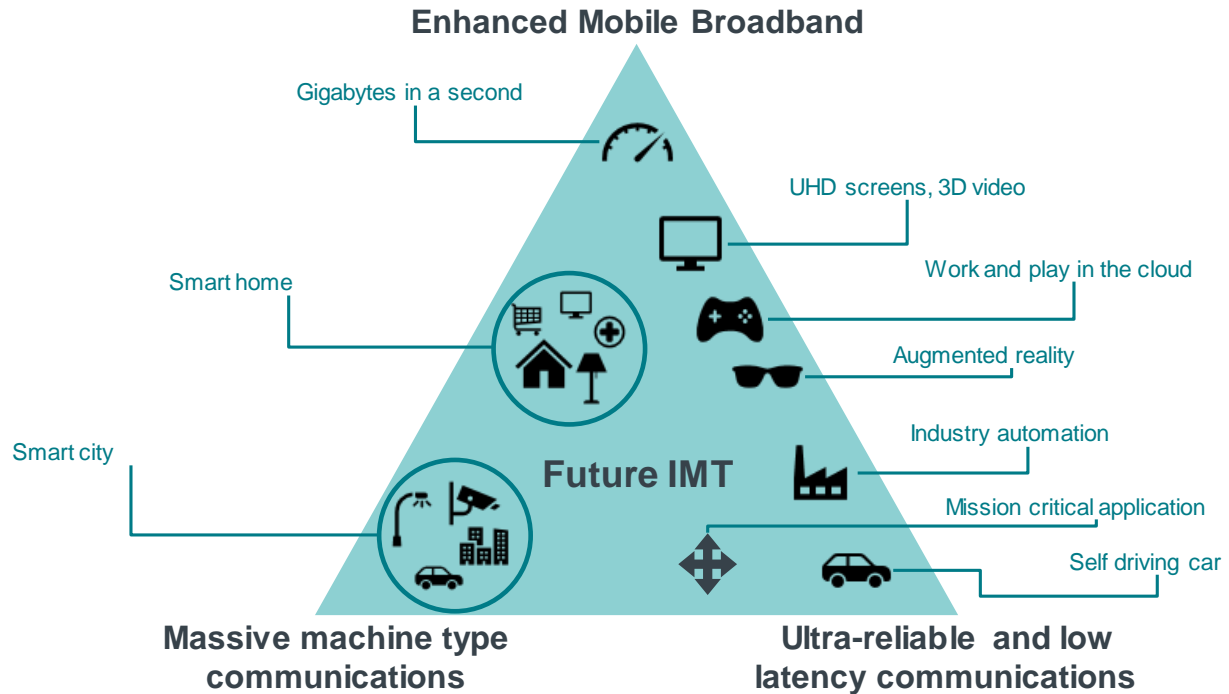 Enhanced Mobile Broadband
Gigabytes in a second
UHD screens, 3D video
Work and play in the cloud
Smart home
Augmented reality
Industry automation
Smart city
Future IMT
Mission critical application
Self driving car
Massive machine type
communications
Ultra-reliable and low
latency communications